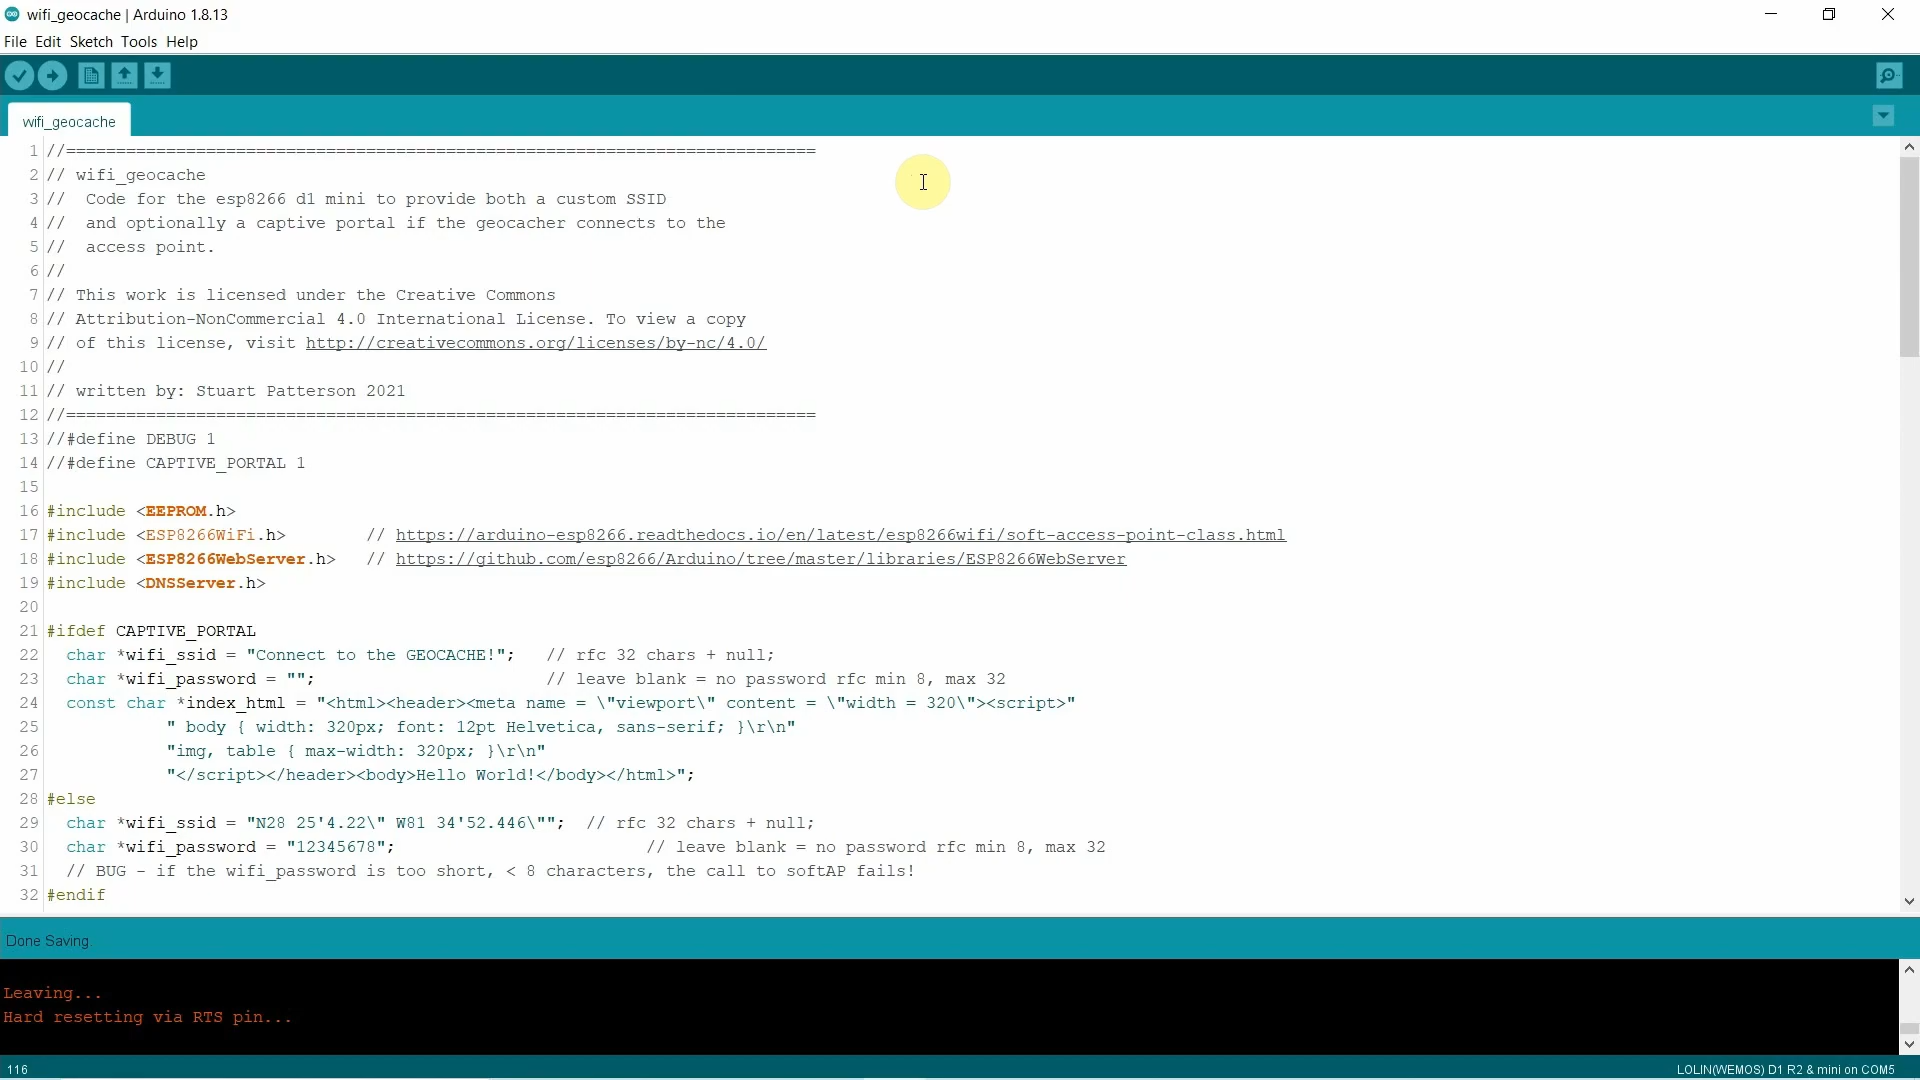 wifi_geocache | Arduino 1.8.13
File Edit Sketch Tools Help
wifi_geocache
1 //===========================================================================
2 // wifi_geocache
3 //  Code for the esp8266 d1 mini to provide both a custom SSID
4 //  and optionally a captive portal if the geocacher connects to the
5 //  access point.
6 //
7 // This work is licensed under the Creative Commons
8 // Attribution-NonCommercial 4.0 International License. To view a copy
9 // of this license, visit http://creativecommons.org/licenses/by-nc/4.0/
10 //
11 // written by: Stuart Patterson 2021
12 //===========================================================================
13 //#define DEBUG 1
14 //#define CAPTIVE_PORTAL 1
15
16 #include <EEPROM.h>
17 #include <ESP8266WiFi.h>        // https://arduino-esp8266.readthedocs.io/en/latest/esp8266wifi/soft-access-point-class.html
18 #include <ESP8266WebServer.h>   // https://github.com/esp8266/Arduino/tree/master/libraries/ESP8266WebServer
19 #include <DNSServer.h>
20
21 #ifdef CAPTIVE_PORTAL
22   char *wifi_ssid = "Connect to the GEOCACHE!";   // rfc 32 chars + null;
23   char *wifi_password = "";                       // leave blank = no password rfc min 8, max 32
24   const char *index_html = "<html><header><meta name = \"viewport\" content = \"width = 320\"><script>"
25             " body { width: 320px; font: 12pt Helvetica, sans-serif; }\r\n"
26             "img, table { max-width: 320px; }\r\n"
27             "</script></header><body>Hello World!</body></html>";
28 #else
29   char *wifi_ssid = "N28 25'4.22\" W81 34'52.446\"";  // rfc 32 chars + null;
30   char *wifi_password = "12345678";                         // leave blank = no password rfc min 8, max 32
31   // BUG - if the wifi_password is too short, < 8 characters, the call to softAP fails!
32 #endif
Done Saving.
Leaving...
Hard resetting via RTS pin...
116
LOLIN(WEMOS) D1 R2 & mini on COM5